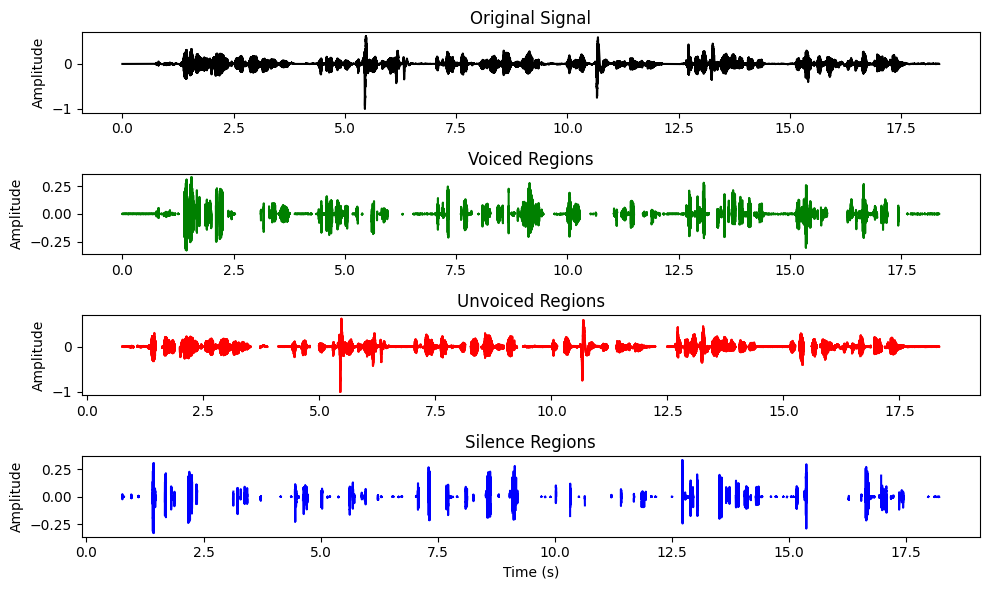 Original Signal
Amplitude
0
−1
0.0 2.5 5.0 7.5 10.0 12.5 15.0 17.5
Voiced Regions
Amplitude
0.25
0.00
−0.25
0.0 2.5 5.0 7.5 10.0 12.5 15.0 17.5
Unvoiced Regions
Amplitude
0
−1
0.0 2.5 5.0 7.5 10.0 12.5 15.0 17.5
Silence Regions
Amplitude
0.25
0.00
−0.25
0.0 2.5 5.0 7.5 10.0 12.5 15.0 17.5
Time (s)